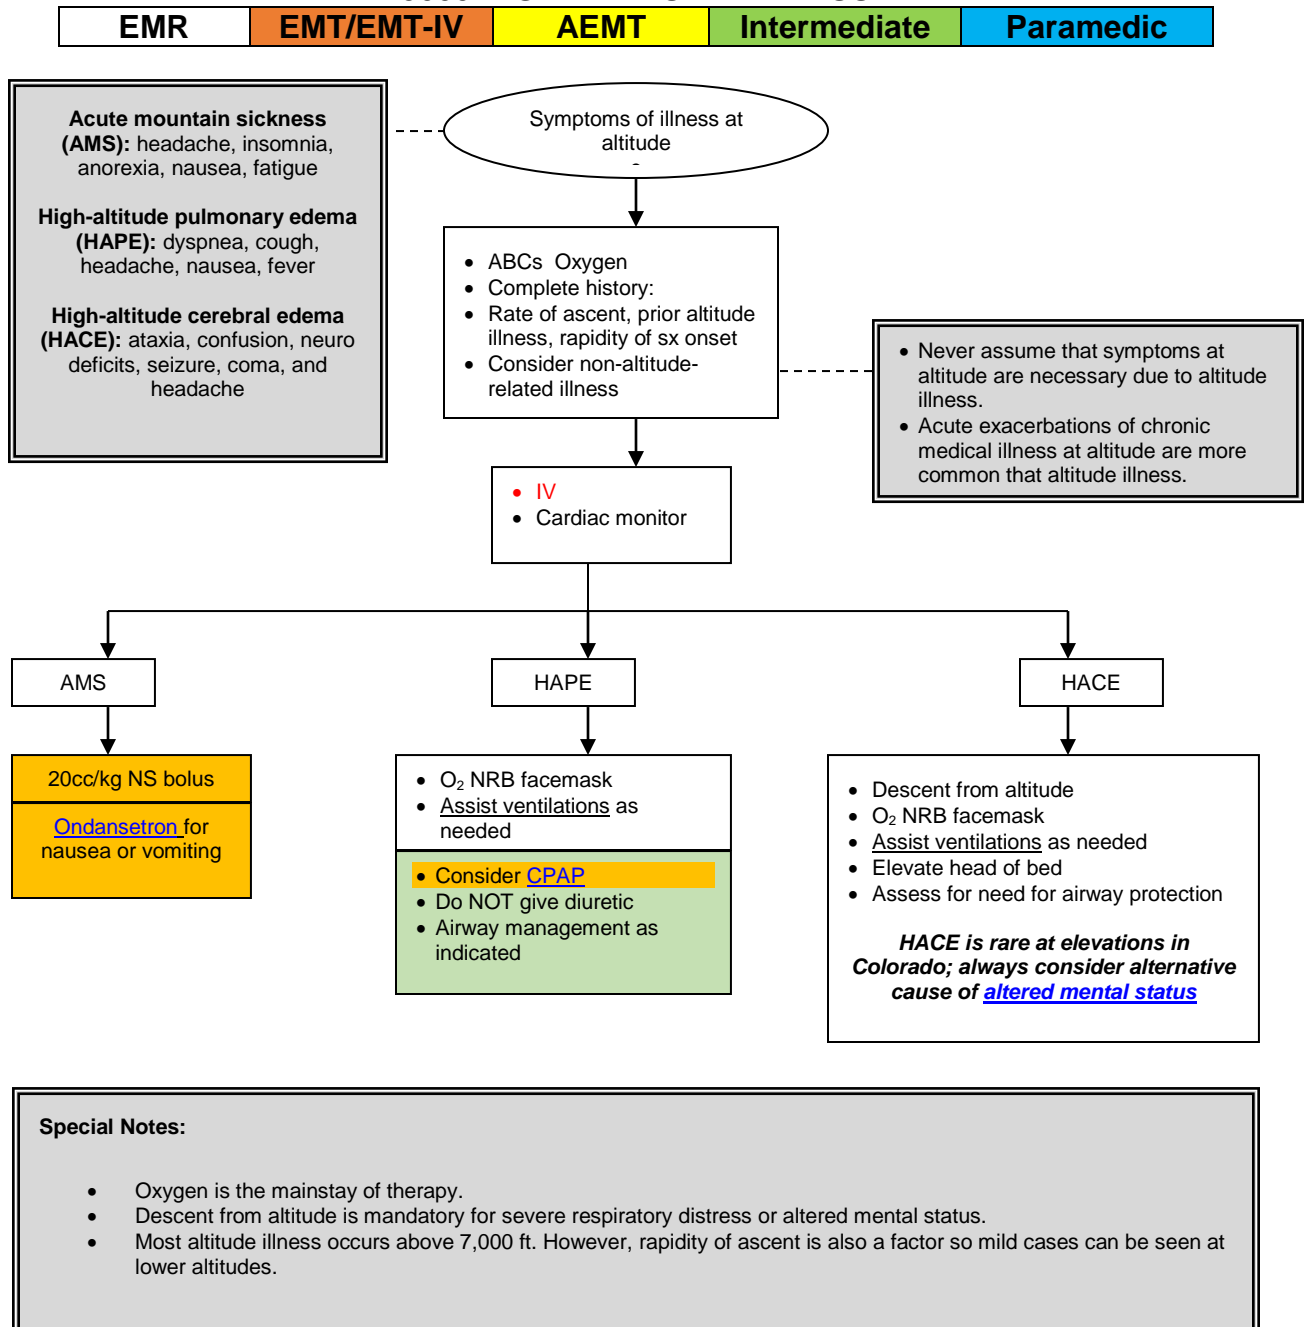 EMR EMT/EMT-IV AEMT Intermediate Paramedic
Symptoms of illness at
altitude
Acute mountain sickness
(AMS): headache, insomnia,
anorexia, nausea, fatigue
High-altitude pulmonary edema
(HAPE): dyspnea, cough,
headache, nausea, fever
High-altitude cerebral edema
(HACE): ataxia, confusion, neuro
deficits, seizure, coma, and
headache
• ABCs Oxygen
• Complete history:
• Rate of ascent, prior altitude
illness, rapidity of sx onset
• Consider non-altitude-
related illness
• Never assume that symptoms at
altitude are necessary due to altitude
illness.
• Acute exacerbations of chronic
medical illness at altitude are more
common that altitude illness.
• IV
• Cardiac monitor
AMS
HAPE
HACE
20cc/kg NS bolus
Ondansetron for
nausea or vomiting
• O₂ NRB facemask
• Assist ventilations as
needed
• Consider CPAP
• Do NOT give diuretic
• Airway management as
indicated
• Descent from altitude
• O₂ NRB facemask
• Assist ventilations as needed
• Elevate head of bed
• Assess for need for airway protection
HACE is rare at elevations in
Colorado; always consider alternative
cause of altered mental status
Special Notes:
• Oxygen is the mainstay of therapy.
• Descent from altitude is mandatory for severe respiratory distress or altered mental status.
• Most altitude illness occurs above 7,000 ft. However, rapidity of ascent is also a factor so mild cases can be seen at
lower altitudes.